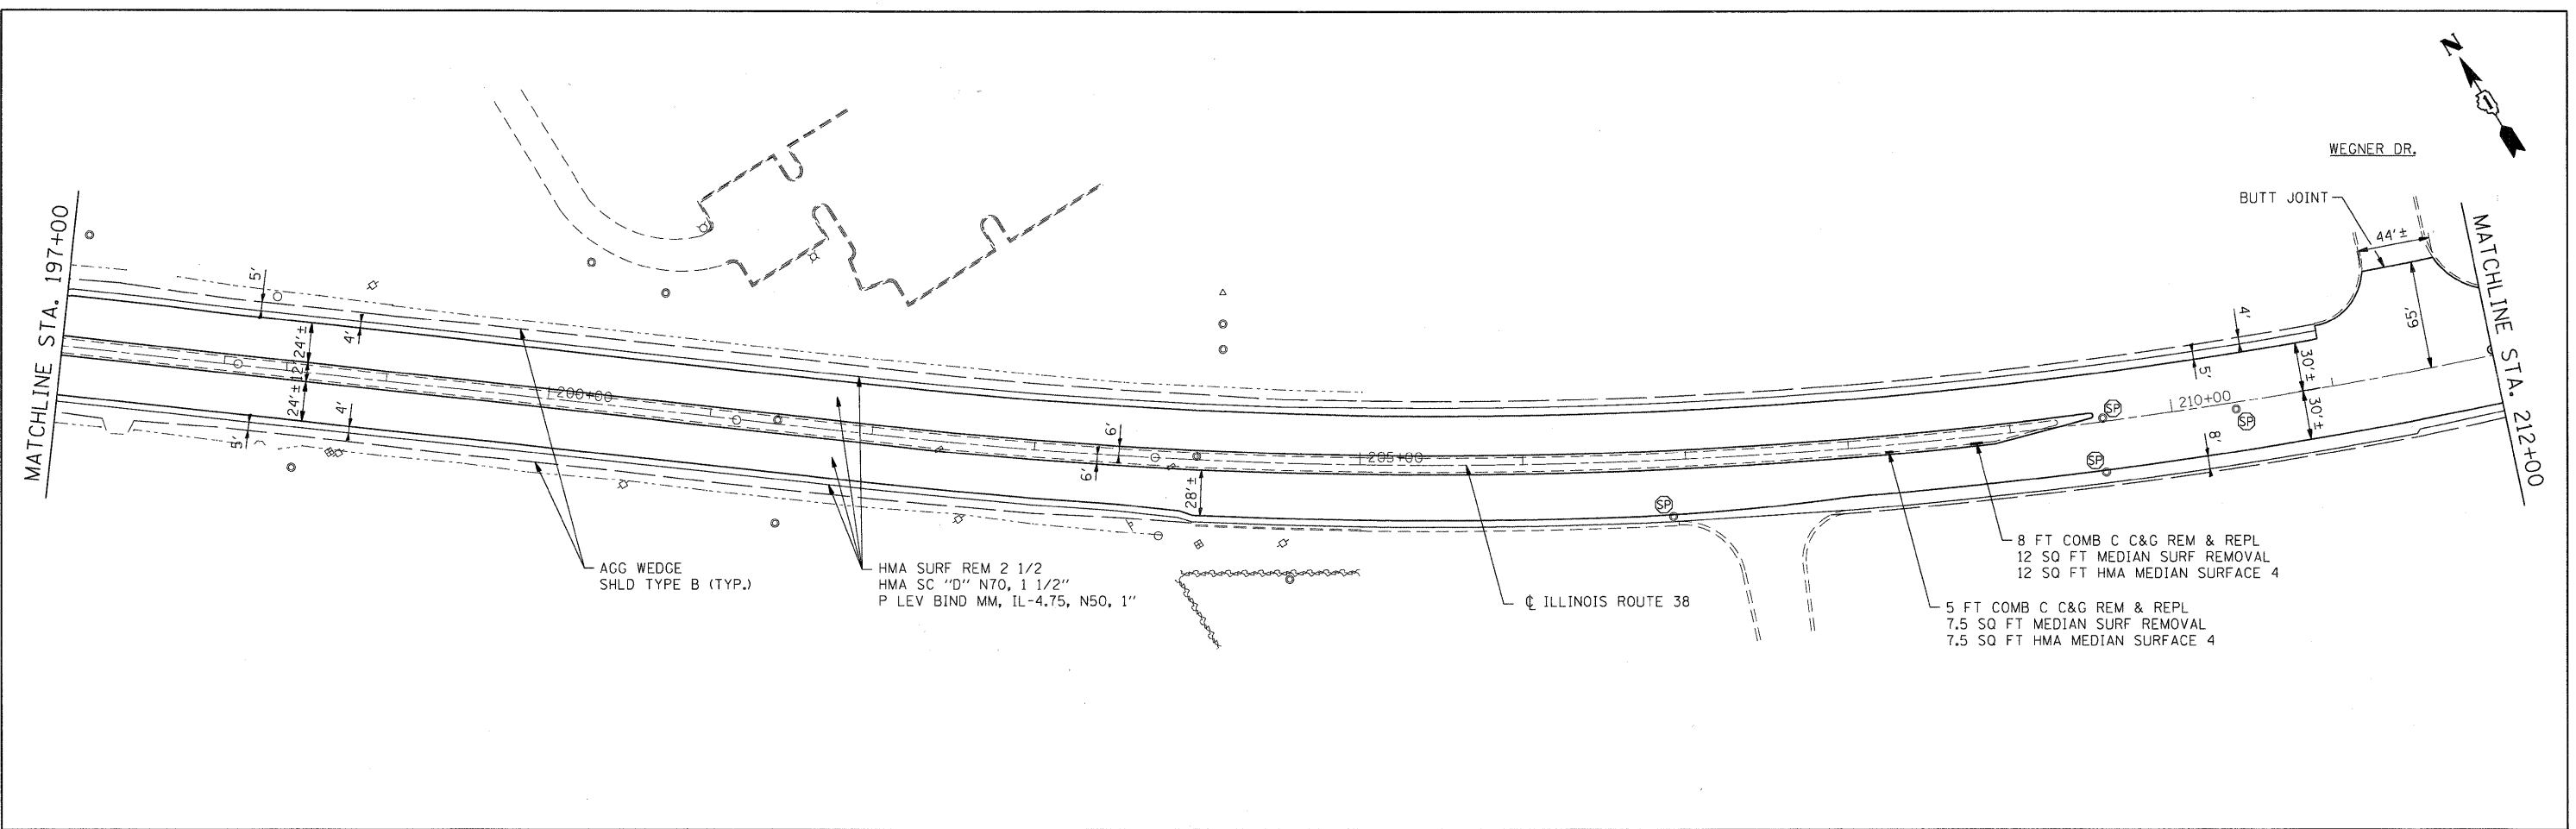 N
WEGNER DR.
BUTT JOINT
44'±
65'
MATCHLINE STA. 197+00
MATCHLINE STA. 212+00
5'
4'
24'±
12'
24'±
4'
5'
200+00
6'
6'
28'±
205+00
210+00
4'
5'
30'±
30'±
8'
SP
SP
SP
SP
AGG WEDGE
SHLD TYPE B (TYP.)
HMA SURF REM 2 1/2
HMA SC "D" N70, 1 1/2"
P LEV BIND MM, IL-4.75, N50, 1"
℄ ILLINOIS ROUTE 38
8 FT COMB C C&G REM & REPL
12 SQ FT MEDIAN SURF REMOVAL
12 SQ FT HMA MEDIAN SURFACE 4
5 FT COMB C C&G REM & REPL
7.5 SQ FT MEDIAN SURF REMOVAL
7.5 SQ FT HMA MEDIAN SURFACE 4